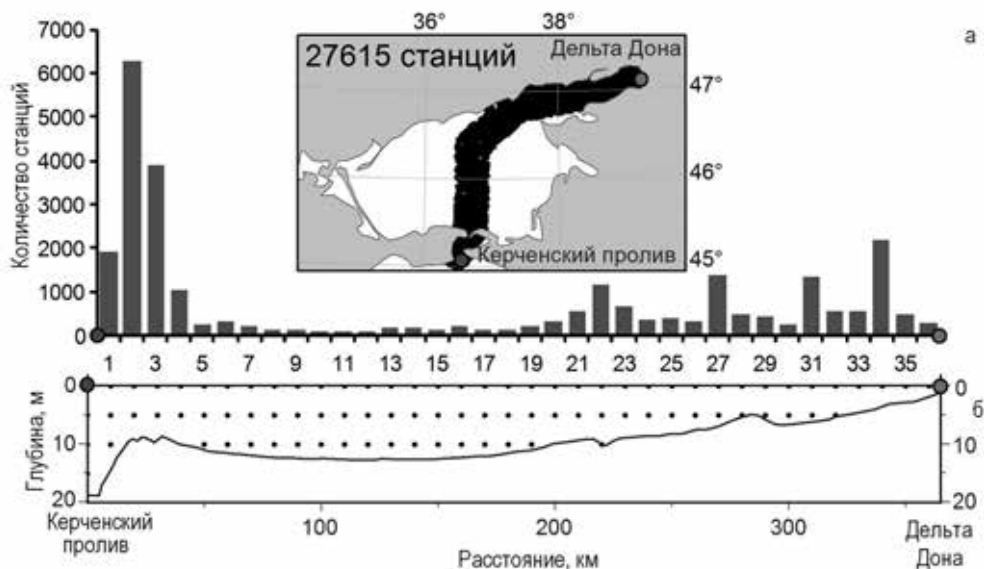 36° 38°
а
7000
6000
5000
4000
3000
2000
1000
0
Количество станций
27615 станций
Дельта Дона
Керченский пролив
47°
46°
45°
1 3 5 7 9 11 13 15 17 19 21 23 25 27 29 31 33 35
0
10
20
Глубина, м
0
б
10
20
Керченский
пролив
100 200 300
Расстояние, км
Дельта
Дона